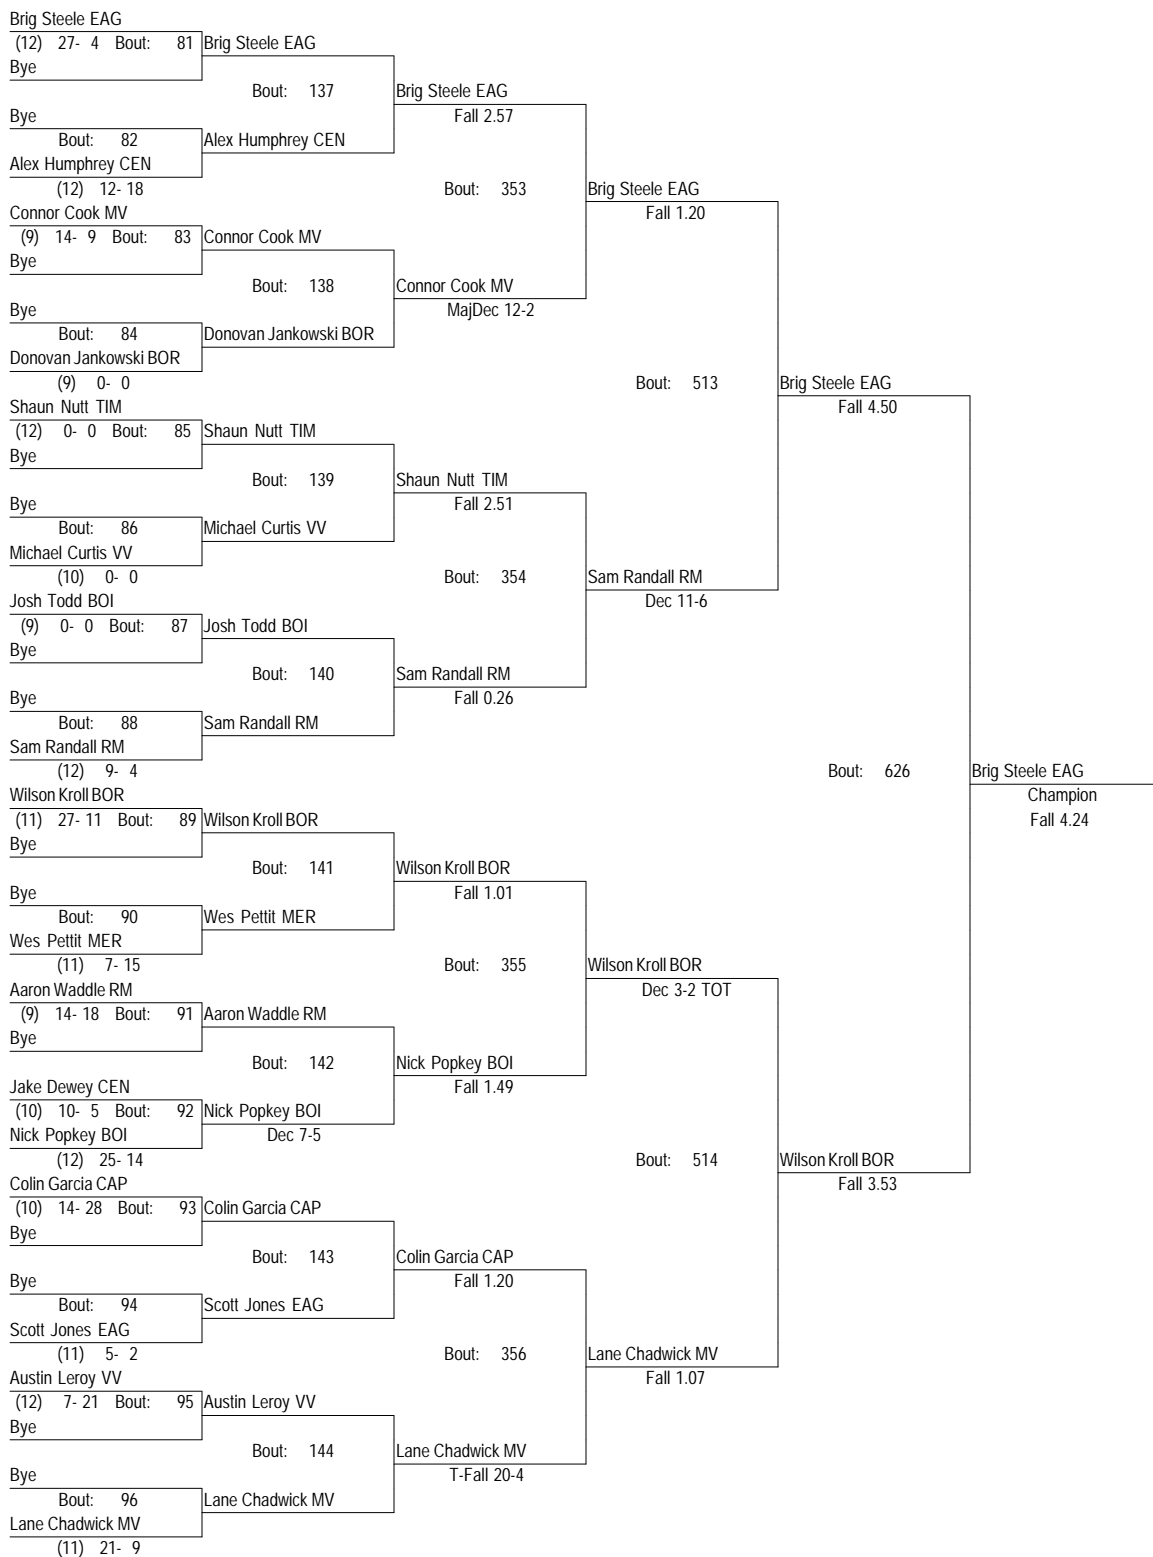 Brig Steele EAG
(12) 27- 4 Bout: 81 Brig Steele EAG
Bye
Bout: 137 Brig Steele EAG
Bye Fall 2.57
Bout: 82 Alex Humphrey CEN
Alex Humphrey CEN
(12) 12- 18 Bout: 353 Brig Steele EAG
Connor Cook MV Fall 1.20
(9) 14- 9 Bout: 83 Connor Cook MV
Bye
Bout: 138 Connor Cook MV
Bye MajDec 12-2
Bout: 84 Donovan Jankowski BOR
Donovan Jankowski BOR
(9) 0- 0 Bout: 513 Brig Steele EAG
Shaun Nutt TIM Fall 4.50
(12) 0- 0 Bout: 85 Shaun Nutt TIM
Bye
Bout: 139 Shaun Nutt TIM
Bye Fall 2.51
Bout: 86 Michael Curtis VV
Michael Curtis VV
(10) 0- 0 Bout: 354 Sam Randall RM
Josh Todd BOI Dec 11-6
(9) 0- 0 Bout: 87 Josh Todd BOI
Bye
Bout: 140 Sam Randall RM
Bye Fall 0.26
Bout: 88 Sam Randall RM
Sam Randall RM
(12) 9- 4 Bout: 626 Brig Steele EAG
Wilson Kroll BOR Champion
(11) 27- 11 Bout: 89 Wilson Kroll BOR Fall 4.24
Bye
Bout: 141 Wilson Kroll BOR
Bye Fall 1.01
Bout: 90 Wes Pettit MER
Wes Pettit MER
(11) 7- 15 Bout: 355 Wilson Kroll BOR
Aaron Waddle RM Dec 3-2 TOT
(9) 14- 18 Bout: 91 Aaron Waddle RM
Bye
Bout: 142 Nick Popkey BOI
Jake Dewey CEN Fall 1.49
(10) 10- 5 Bout: 92 Nick Popkey BOI
Nick Popkey BOI Dec 7-5
(12) 25- 14 Bout: 514 Wilson Kroll BOR
Colin Garcia CAP Fall 3.53
(10) 14- 28 Bout: 93 Colin Garcia CAP
Bye
Bout: 143 Colin Garcia CAP
Bye Fall 1.20
Bout: 94 Scott Jones EAG
Scott Jones EAG
(11) 5- 2 Bout: 356 Lane Chadwick MV
Austin Leroy VV Fall 1.07
(12) 7- 21 Bout: 95 Austin Leroy VV
Bye
Bout: 144 Lane Chadwick MV
Bye T-Fall 20-4
Bout: 96 Lane Chadwick MV
Lane Chadwick MV
(11) 21- 9